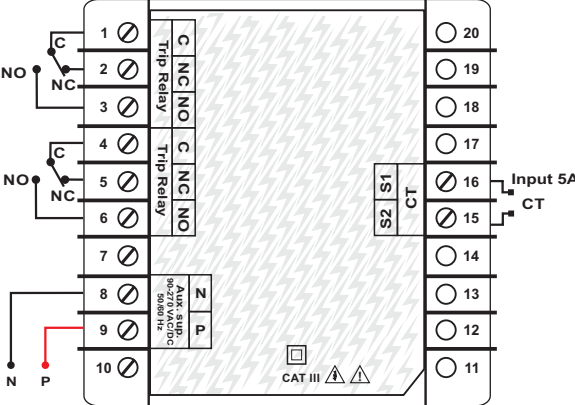 C
NO
NC
C
NO
NC
N
P
1
2
3
4
5
6
7
8
9
10
C
NC
NO
Trip Relay
C
NC
NO
Trip Relay
N
P
Aux. sup.
90-270 VAC/DC
50/60 Hz
S1
S2
CT
CAT III
20
19
18
17
16
15
14
13
12
11
Input 5A
CT